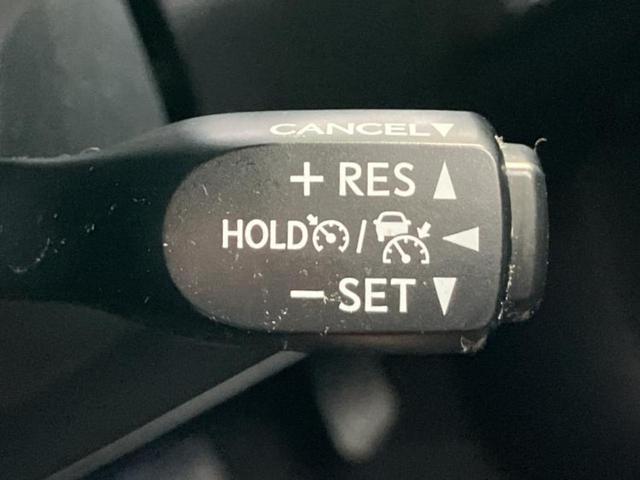 CANCEL▼
+ RES ▲
HOLD / ◀
− SET ▼